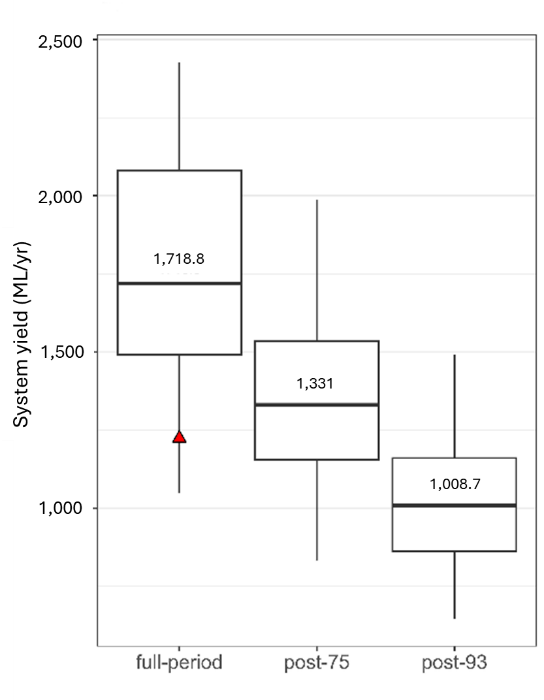 System yield (ML/yr)
2,500
2,000
1,500
1,000
1,718.8
1,331
1,008.7
full-period
post-75
post-93